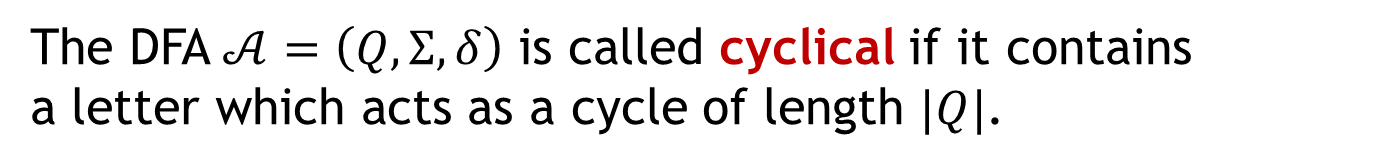 The DFA 𝒜 = (𝑄, Σ, 𝛿) is called cyclical if it contains
a letter which acts as a cycle of length |𝑄|.